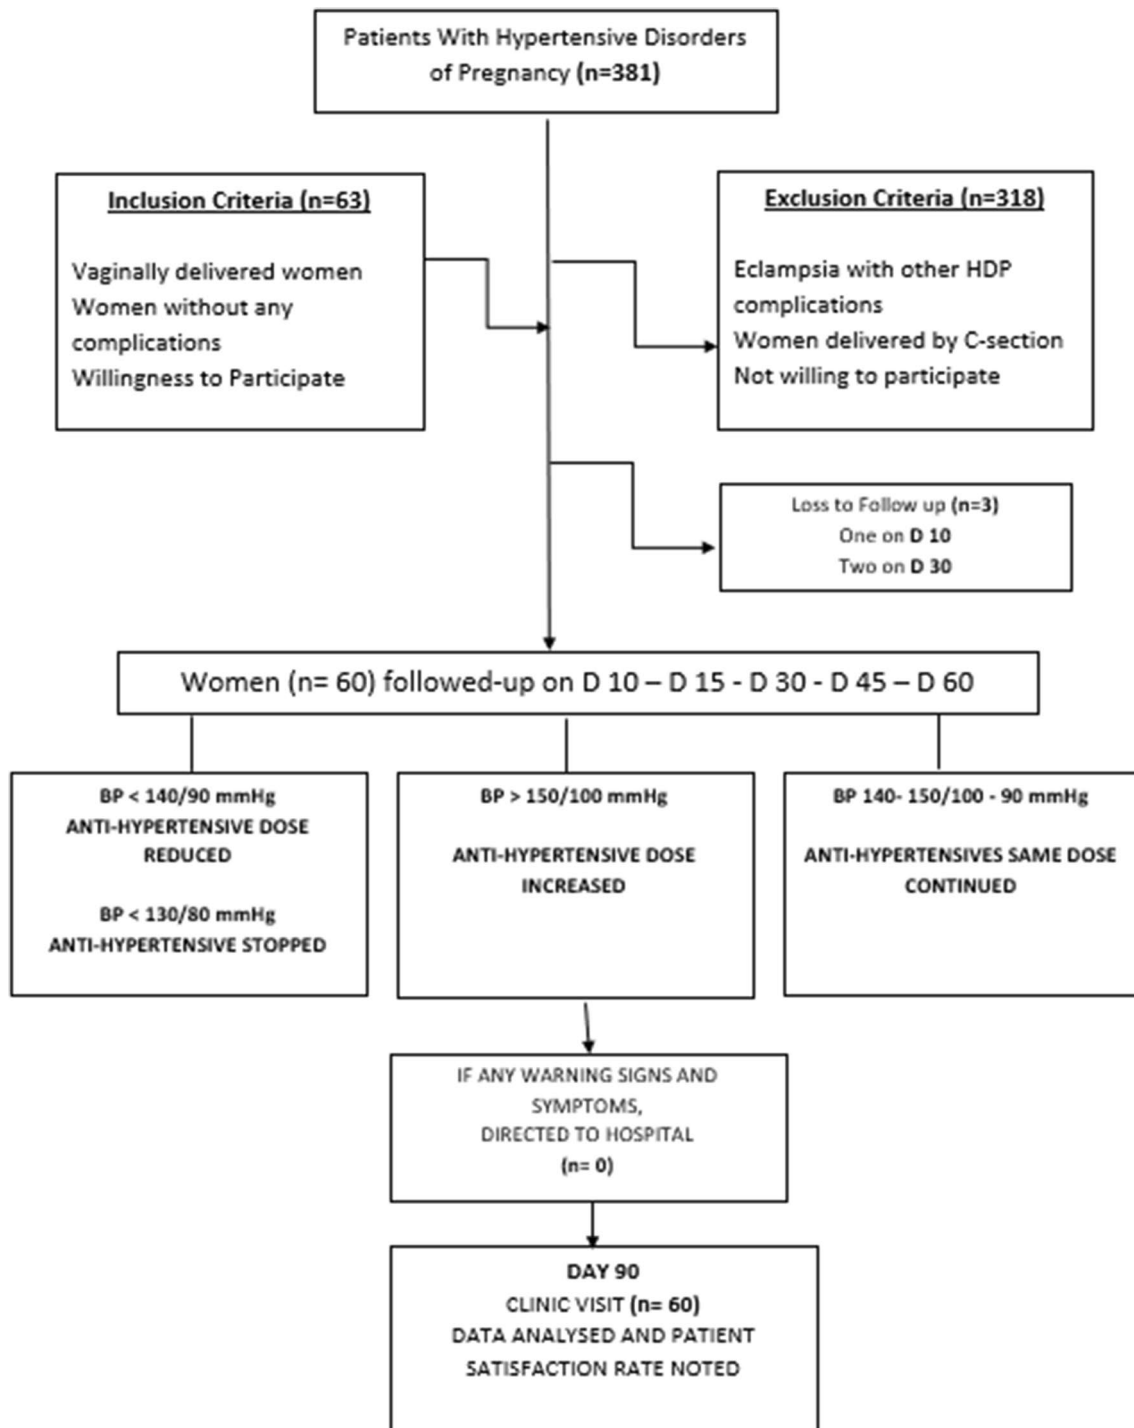 Patients With Hypertensive Disorders
of Pregnancy (n=381)
Inclusion Criteria (n=63)
Vaginally delivered women
Women without any
complications
Willingness to Participate
Exclusion Criteria (n=318)
Eclampsia with other HDP
complications
Women delivered by C-section
Not willing to participate
Loss to Follow up (n=3)
One on D 10
Two on D 30
Women (n= 60) followed-up on D 10 – D 15 - D 30 - D 45 – D 60
BP < 140/90 mmHg
ANTI-HYPERTENSIVE DOSE
REDUCED
BP < 130/80 mmHg
ANTI-HYPERTENSIVE STOPPED
BP > 150/100 mmHg
ANTI-HYPERTENSIVE DOSE
INCREASED
BP 140- 150/100 - 90 mmHg
ANTI-HYPERTENSIVES SAME DOSE
CONTINUED
IF ANY WARNING SIGNS AND
SYMPTOMS,
DIRECTED TO HOSPITAL
(n= 0)
DAY 90
CLINIC VISIT (n= 60)
DATA ANALYSED AND PATIENT
SATISFACTION RATE NOTED